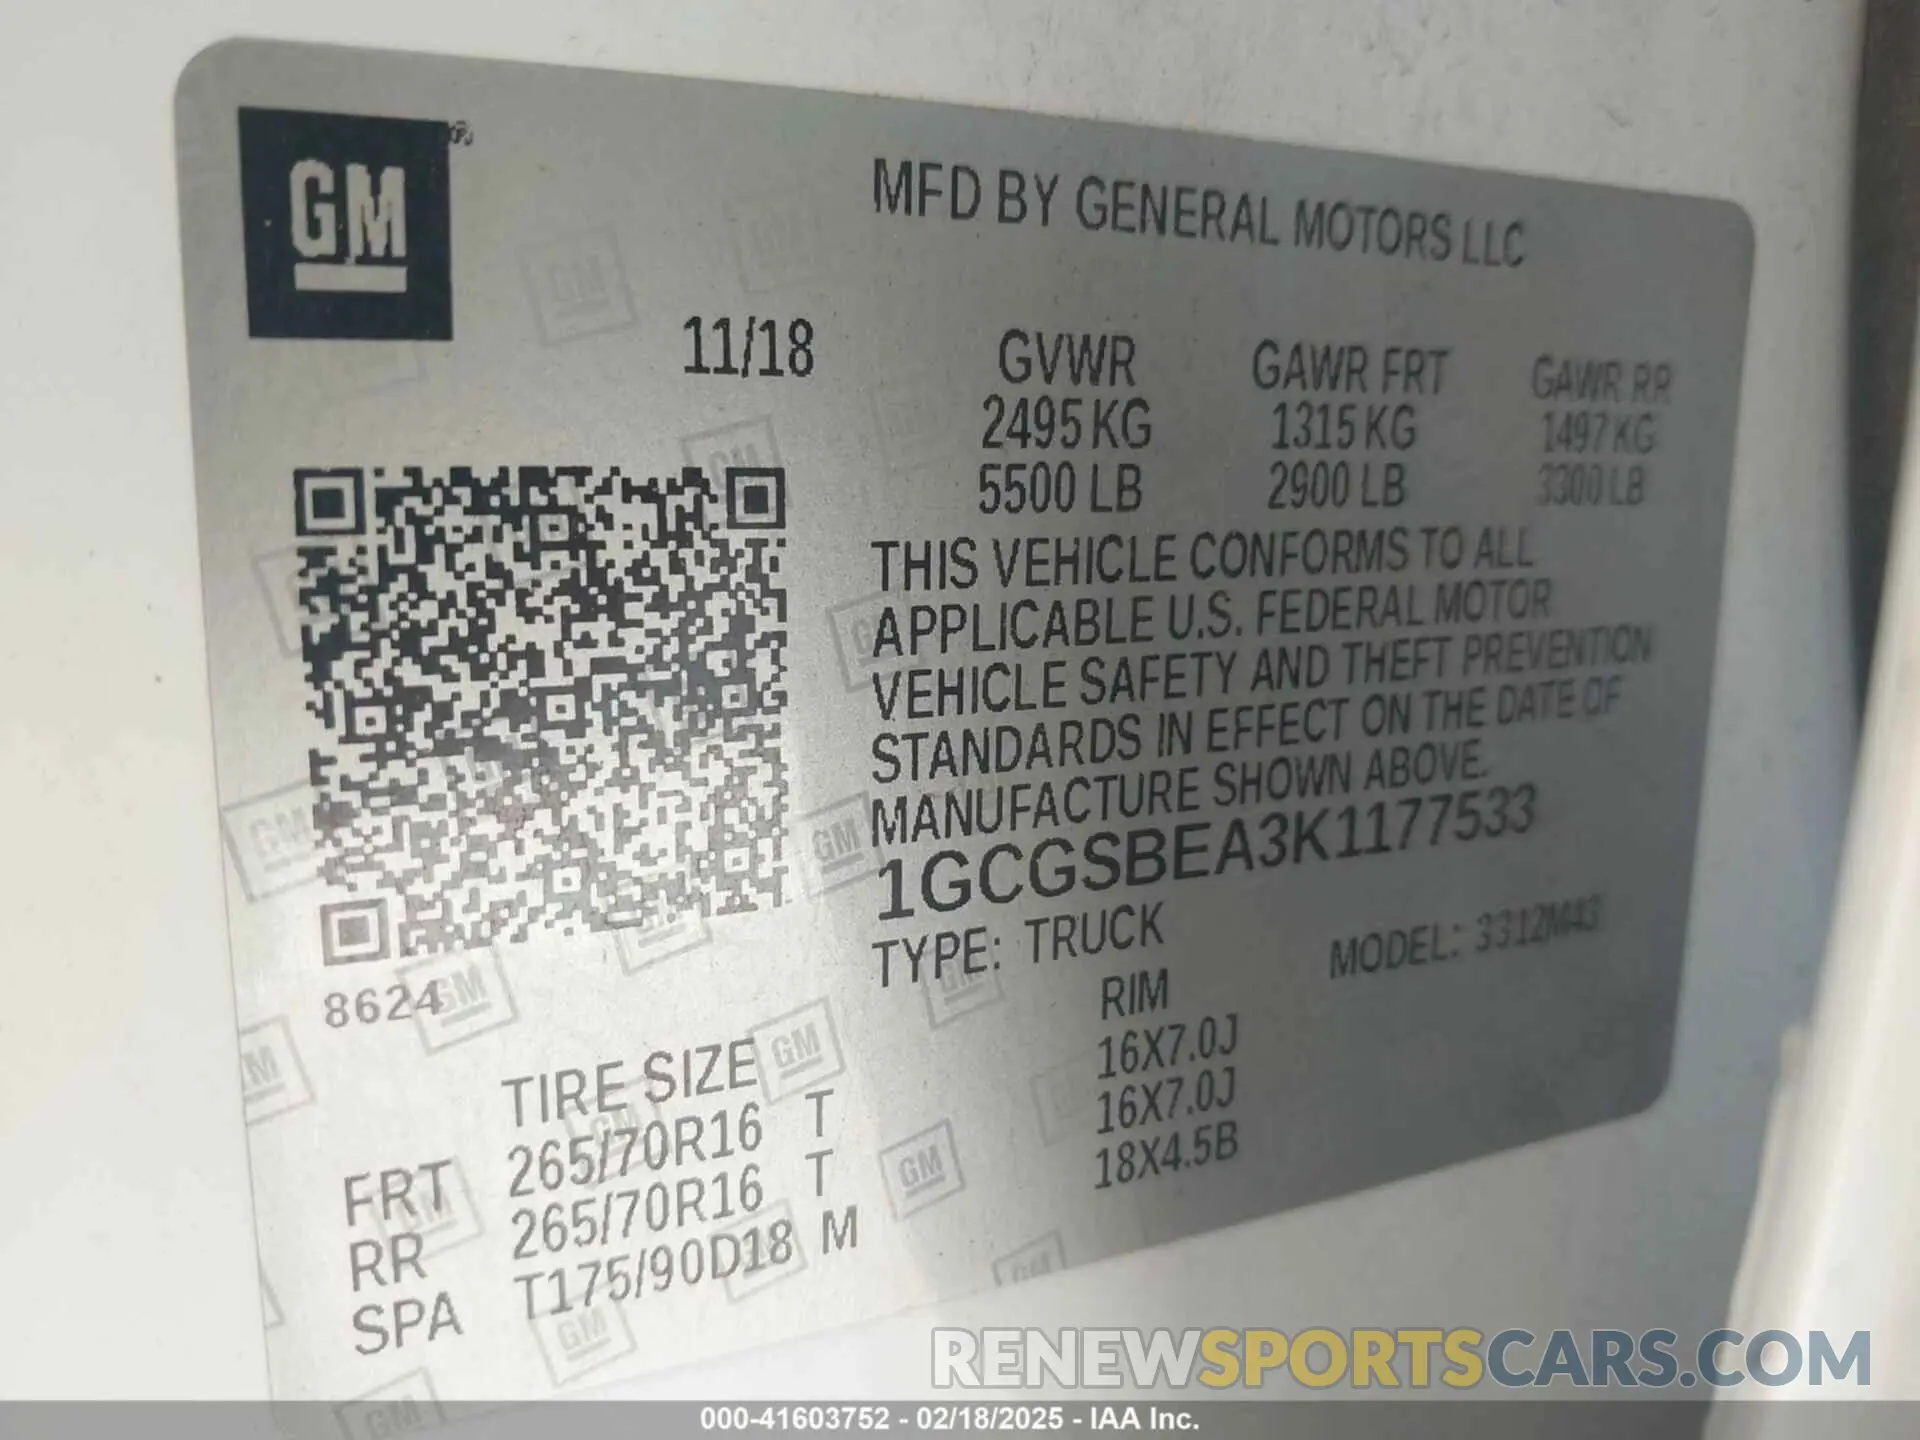 GM
MFD BY GENERAL MOTORS LLC
11/18
GVWR GAWR FRT GAWR RR
2495 KG 1315 KG 1497 KG
5500 LB 2900 LB 3300 LB
THIS VEHICLE CONFORMS TO ALL
APPLICABLE U.S. FEDERAL MOTOR
VEHICLE SAFETY AND THEFT PREVENTION
STANDARDS IN EFFECT ON THE DATE OF
MANUFACTURE SHOWN ABOVE.
1GCGSBEA3K1177533
TYPE: TRUCK MODEL: 3312M43
8624
TIRE SIZE RIM
FRT 265/70R16 T 16X7.0J
RR 265/70R16 T 16X7.0J
SPA T175/90D18 M 18X4.5B
RENEWSPORTSCARS.COM
000-41603752 - 02/18/2025 - IAA Inc.